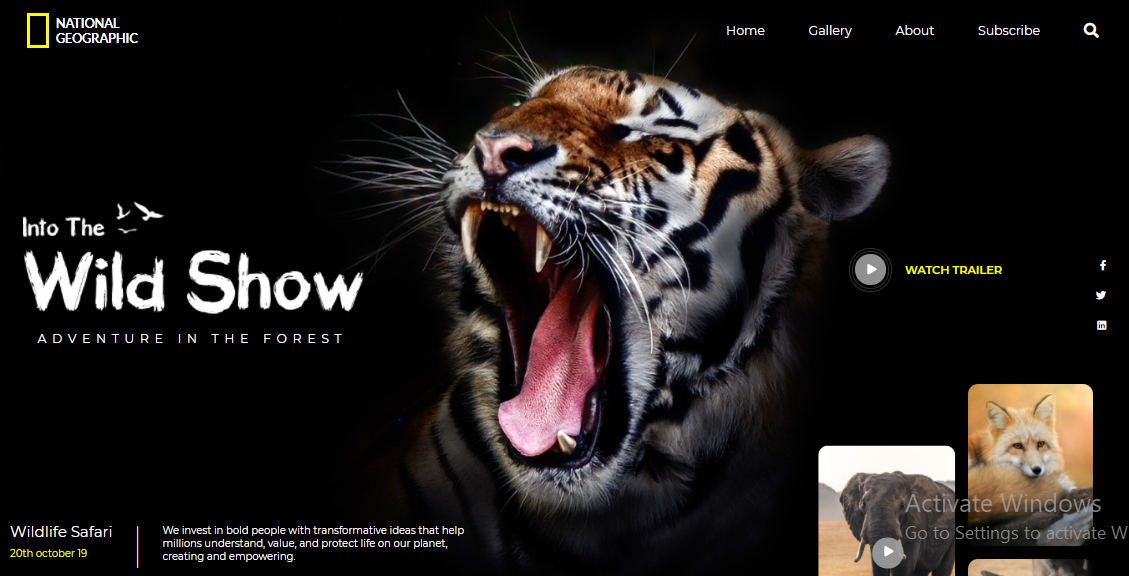 NATIONAL
GEOGRAPHIC
Home Gallery About Subscribe
Into The
Wild Show
ADVENTURE IN THE FOREST
WATCH TRAILER
Wildlife Safari
20th october 19
We invest in bold people with transformative ideas that help
millions understand, value, and protect life on our planet,
creating and empowering.
Activate Windows
Go to Settings to activate W